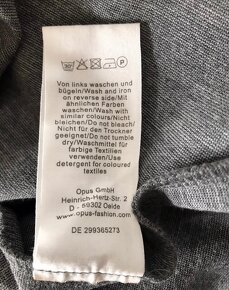 30
P
Von links waschen und
bügeln/Wash and iron
on reverse side/Mit
ähnlichen Farben
waschen/Wash with
similar colours/Nicht
bleichen/Do not bleach/
Nicht für den Trockner
geeignet/Do not tumble
dry/Waschmittel für
farbige Textilien
verwenden/Use
detergent for coloured
textiles
Opus GmbH
Heinrich-Hertz-Str. 2
D - 59302 Oelde
opus-fashion.com
DE 299365273